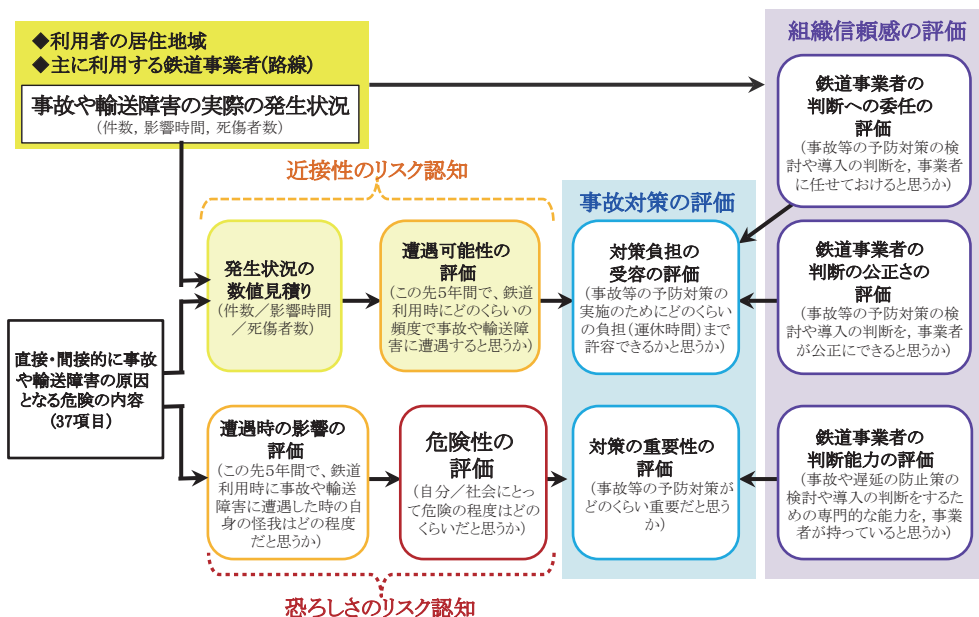 ◆利用者の居住地域
◆主に利用する鉄道事業者(路線)
事故や輸送障害の実際の発生状況
(件数, 影響時間, 死傷者数)
組織信頼感の評価
鉄道事業者の
判断への委任の
評価
(事故等の予防対策の検
討や導入の判断を, 事業者
に任せておけると思うか)
近接性のリスク認知
事故対策の評価
発生状況の
数値見積り
(件数／影響時間
／死傷者数)
遭遇可能性の
評価
(この先5年間で、鉄道
利用時にどのくらいの
頻度で事故や輸送障
害に遭遇すると思うか)
対策負担の
受容の評価
(事故等の予防対策の
実施のためにどのくらい
の負担(運休時間)まで
許容できるかと思うか)
鉄道事業者の
判断の公正さの
評価
(事故等の予防対策の検
討や導入の判断を, 事業者
が公正にできると思うか)
直接・間接的に事故
や輸送障害の原因
となる危険の内容
(37項目)
遭遇時の影響の
評価
(この先5年間で、鉄道
利用時に事故や輸送
障害に遭遇した時の自
身の怪我はどの程度
だと思うか)
危険性の
評価
(自分／社会にとっ
て危険の程度はどの
くらいだと思うか)
対策の重要性の
評価
(事故等の予防対策が
どのくらい重要だと思う
か)
鉄道事業者の
判断能力の評価
(事故や遅延の防止策の
検討や導入の判断をするた
めの専門的な能力を, 事業
者が持っていると思うか)
恐ろしさのリスク認知